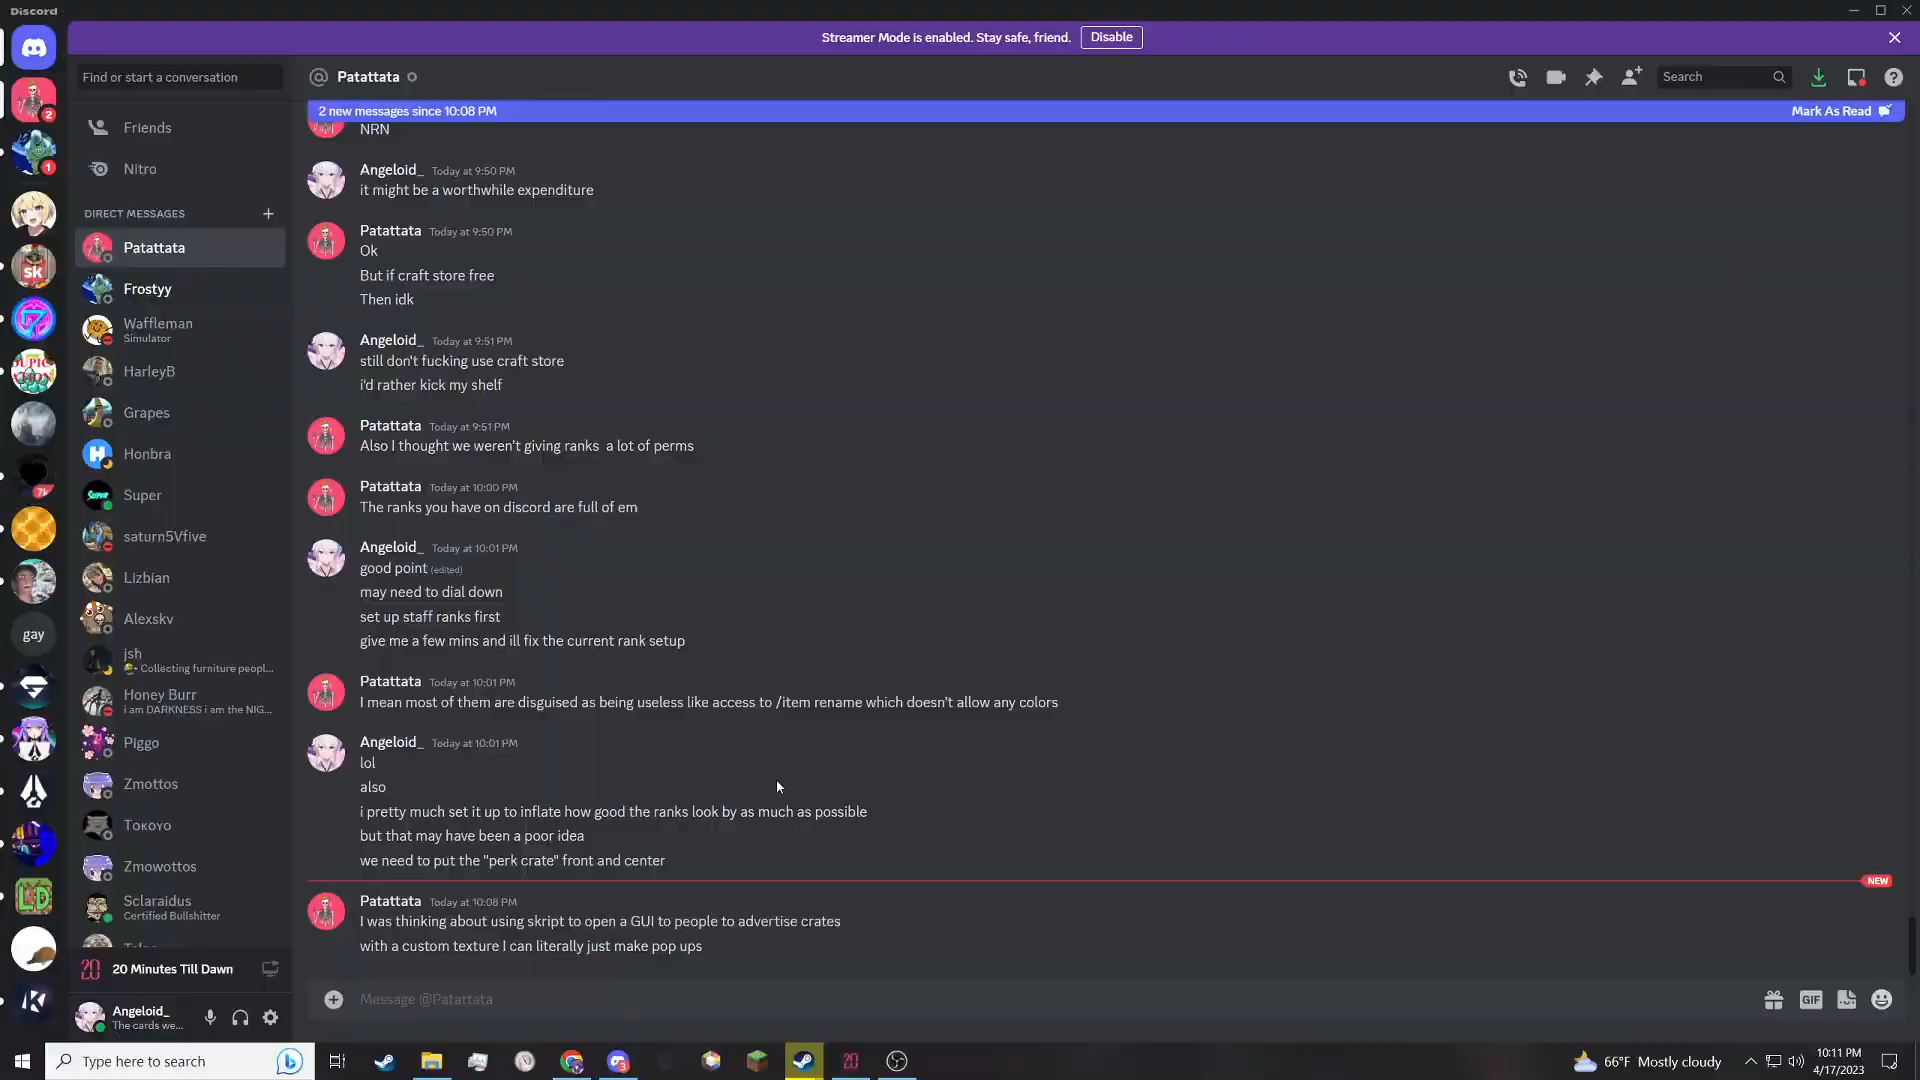 Discord
Streamer Mode is enabled. Stay safe, friend.
Disable
Find or start a conversation
Patattata
Search
2
2 new messages since 10:08 PM
Mark As Read
1
Friends
Nitro
DIRECT MESSAGES
Patattata
Frostyy
Waffleman
Simulator
HarleyB
Grapes
Honbra
Super
saturn5Vfive
Lizbian
Alexskv
jsh
Collecting furniture peopl...
Honey Burr
i am DARKNESS i am the NIG...
Piggo
Zmottos
Tokoyo
Zmowottos
Sclaraidus
Certified Bullshitter
sk
7k
gay
LD
20 20 Minutes Till Dawn
Angeloid_
The cards we...
NRN
Angeloid_ Today at 9:50 PM
it might be a worthwhile expenditure
Patattata Today at 9:50 PM
Ok
But if craft store free
Then idk
Angeloid_ Today at 9:51 PM
still don't fucking use craft store
i'd rather kick my shelf
Patattata Today at 9:51 PM
Also I thought we weren't giving ranks  a lot of perms
Patattata Today at 10:00 PM
The ranks you have on discord are full of em
Angeloid_ Today at 10:01 PM
good point (edited)
may need to dial down
set up staff ranks first
give me a few mins and ill fix the current rank setup
Patattata Today at 10:01 PM
I mean most of them are disguised as being useless like access to /item rename which doesn't allow any colors
Angeloid_ Today at 10:01 PM
lol
also
i pretty much set it up to inflate how good the ranks look by as much as possible
but that may have been a poor idea
we need to put the "perk crate" front and center
NEW
Patattata Today at 10:08 PM
I was thinking about using skript to open a GUI to people to advertise crates
with a custom texture I can literally just make pop ups
Message @Patattata
GIF
Type here to search
3
20
66°F Mostly cloudy
10:11 PM
4/17/2023